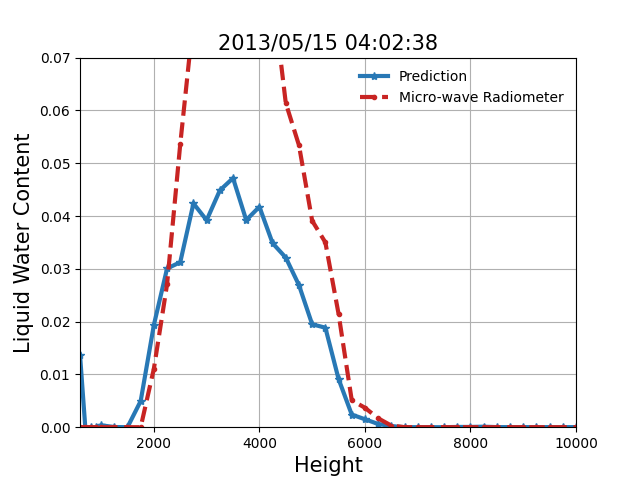 2013/05/15 04:02:38
Prediction
Micro-wave Radiometer
Liquid Water Content
0.07
0.06
0.05
0.04
0.03
0.02
0.01
0.00
2000 4000 6000 8000 10000
Height